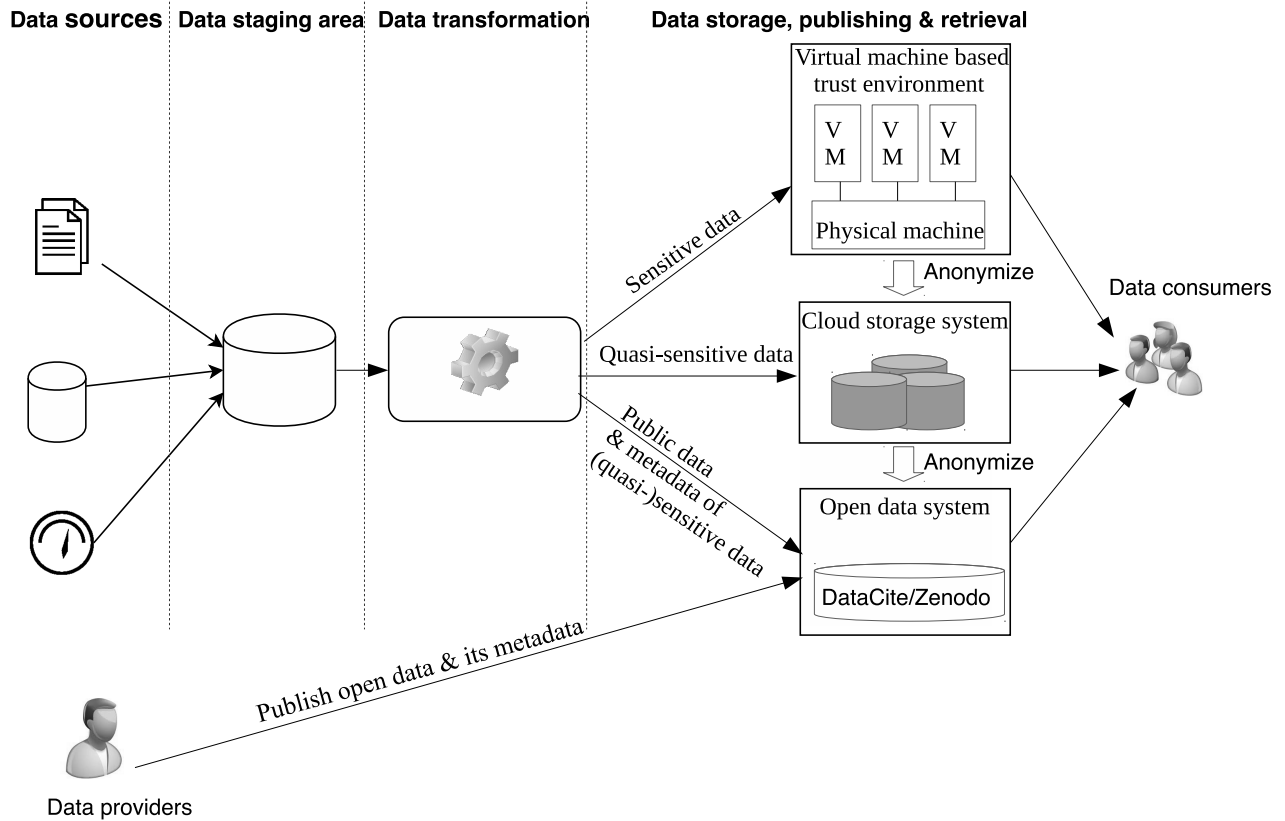 Data sources
Data staging area
Data transformation
Data storage, publishing & retrieval
Virtual machine based
trust environment
V
M
V
M
V
M
Physical machine
Sensitive data
Anonymize
Data consumers
Cloud storage system
Quasi-sensitive data
Public data
& metadata of
(quasi-)sensitive data
Anonymize
Open data system
DataCite/Zenodo
Publish open data & its metadata
Data providers